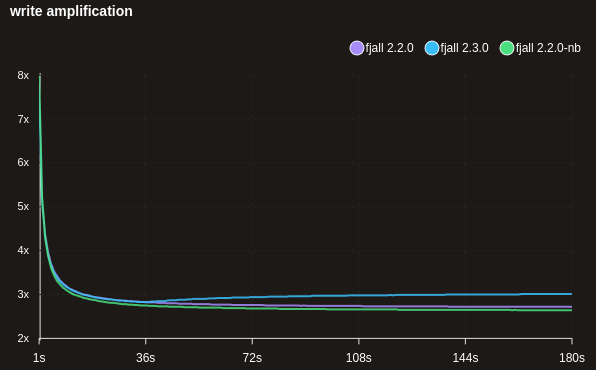 write amplification
fjall 2.2.0 fjall 2.3.0 fjall 2.2.0-nb
8x
7x
6x
5x
4x
3x
2x
1s 36s 72s 108s 144s 180s